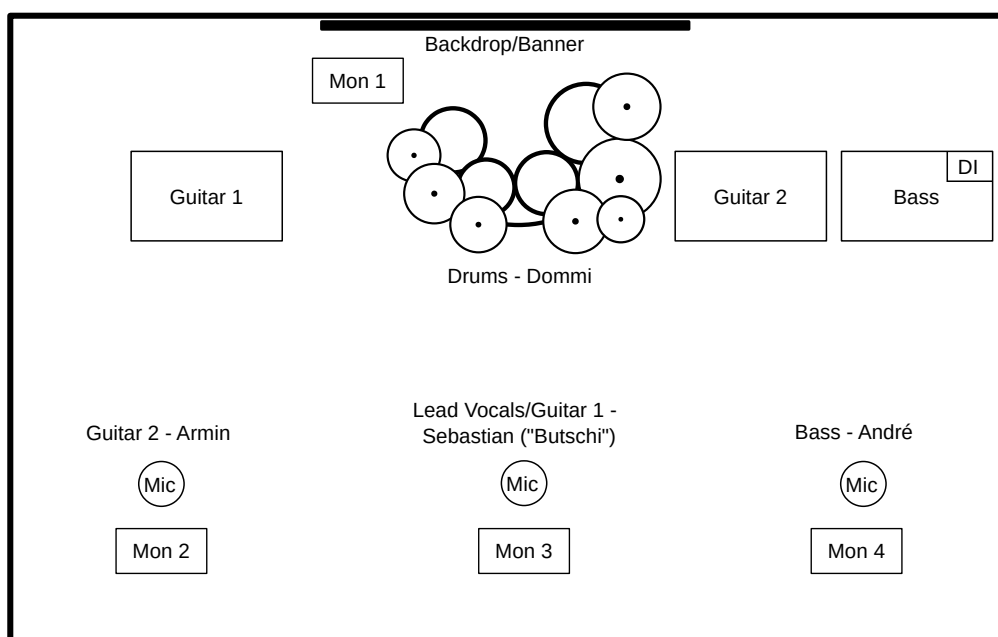 Backdrop/Banner
Mon 1
Guitar 1
Guitar 2
Bass
DI
Drums - Dommi
Guitar 2 - Armin
Lead Vocals/Guitar 1 -
Sebastian ("Butschi")
Bass - André
Mic
Mic
Mic
Mon 2
Mon 3
Mon 4